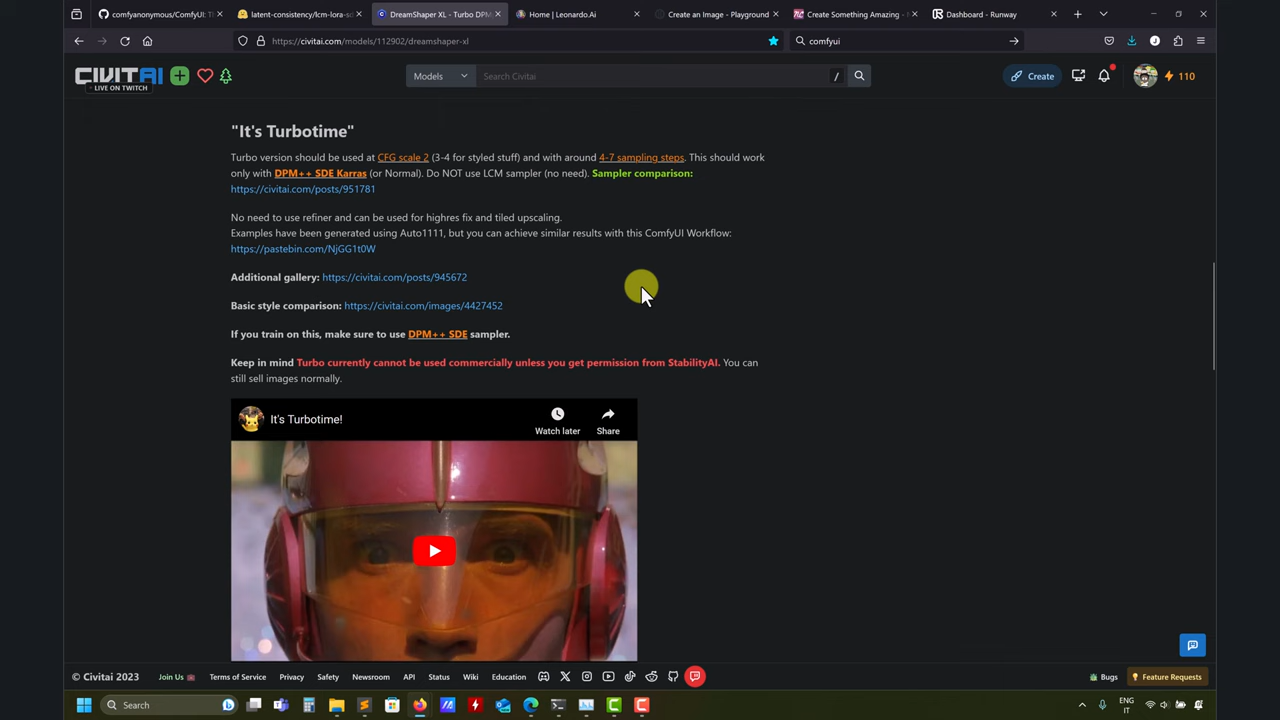 cyfanonymous/ComfyUI: Th
latent-consistency/lcm-lora-sd
DreamShaper XL - Turbo DPM
Home | Leonardo.Ai
Create an Image - Playground
Create Something Amazing -
Dashboard - Runway
https://civitai.com/models/112902/dreamshaper-xl
comfyui
CIVITAI
LIVE ON TWITCH
Models
Search Civitai
/
Create
110
"It's Turbotime"
Turbo version should be used at CFG scale 2 (3-4 for styled stuff) and with around 4-7 sampling steps. This should work
only with DPM++ SDE Karras (or Normal). Do NOT use LCM sampler (no need). Sampler comparison:
https://civitai.com/posts/951781
No need to use refiner and can be used for highres fix and tiled upscaling.
Examples have been generated using Auto1111, but you can achieve similar results with this ComfyUI Workflow:
https://pastebin.com/NjGG1t0W
Additional gallery: https://civitai.com/posts/945672
Basic style comparison: https://civitai.com/images/4427452
If you train on this, make sure to use DPM++ SDE sampler.
Keep in mind Turbo currently cannot be used commercially unless you get permission from StabilityAI. You can
still sell images normally.
It's Turbotime!
Watch later
Share
© Civitai 2023
Join Us
Terms of Service
Privacy
Safety
Newsroom
API
Status
Wiki
Education
Bugs
Feature Requests
Search
ENG
IT